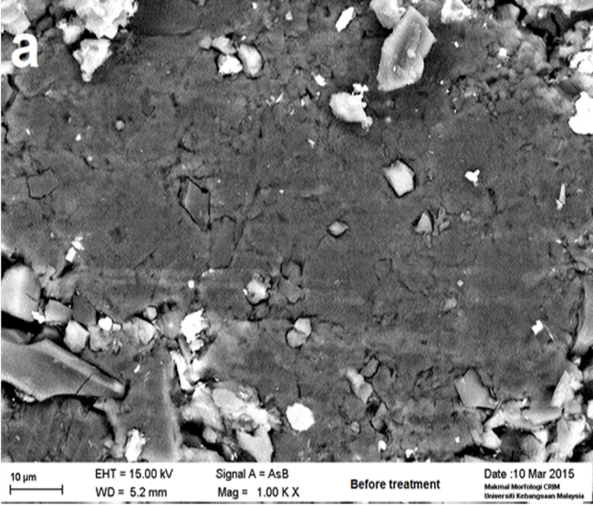 a
10 µm
EHT = 15.00 kV
Signal A = AsB
Date :10 Mar 2015
WD = 5.2 mm
Mag = 1.00 K X
Before treatment
Makmal Morfologi CRIM
Universiti Kebangsaan Malaysia